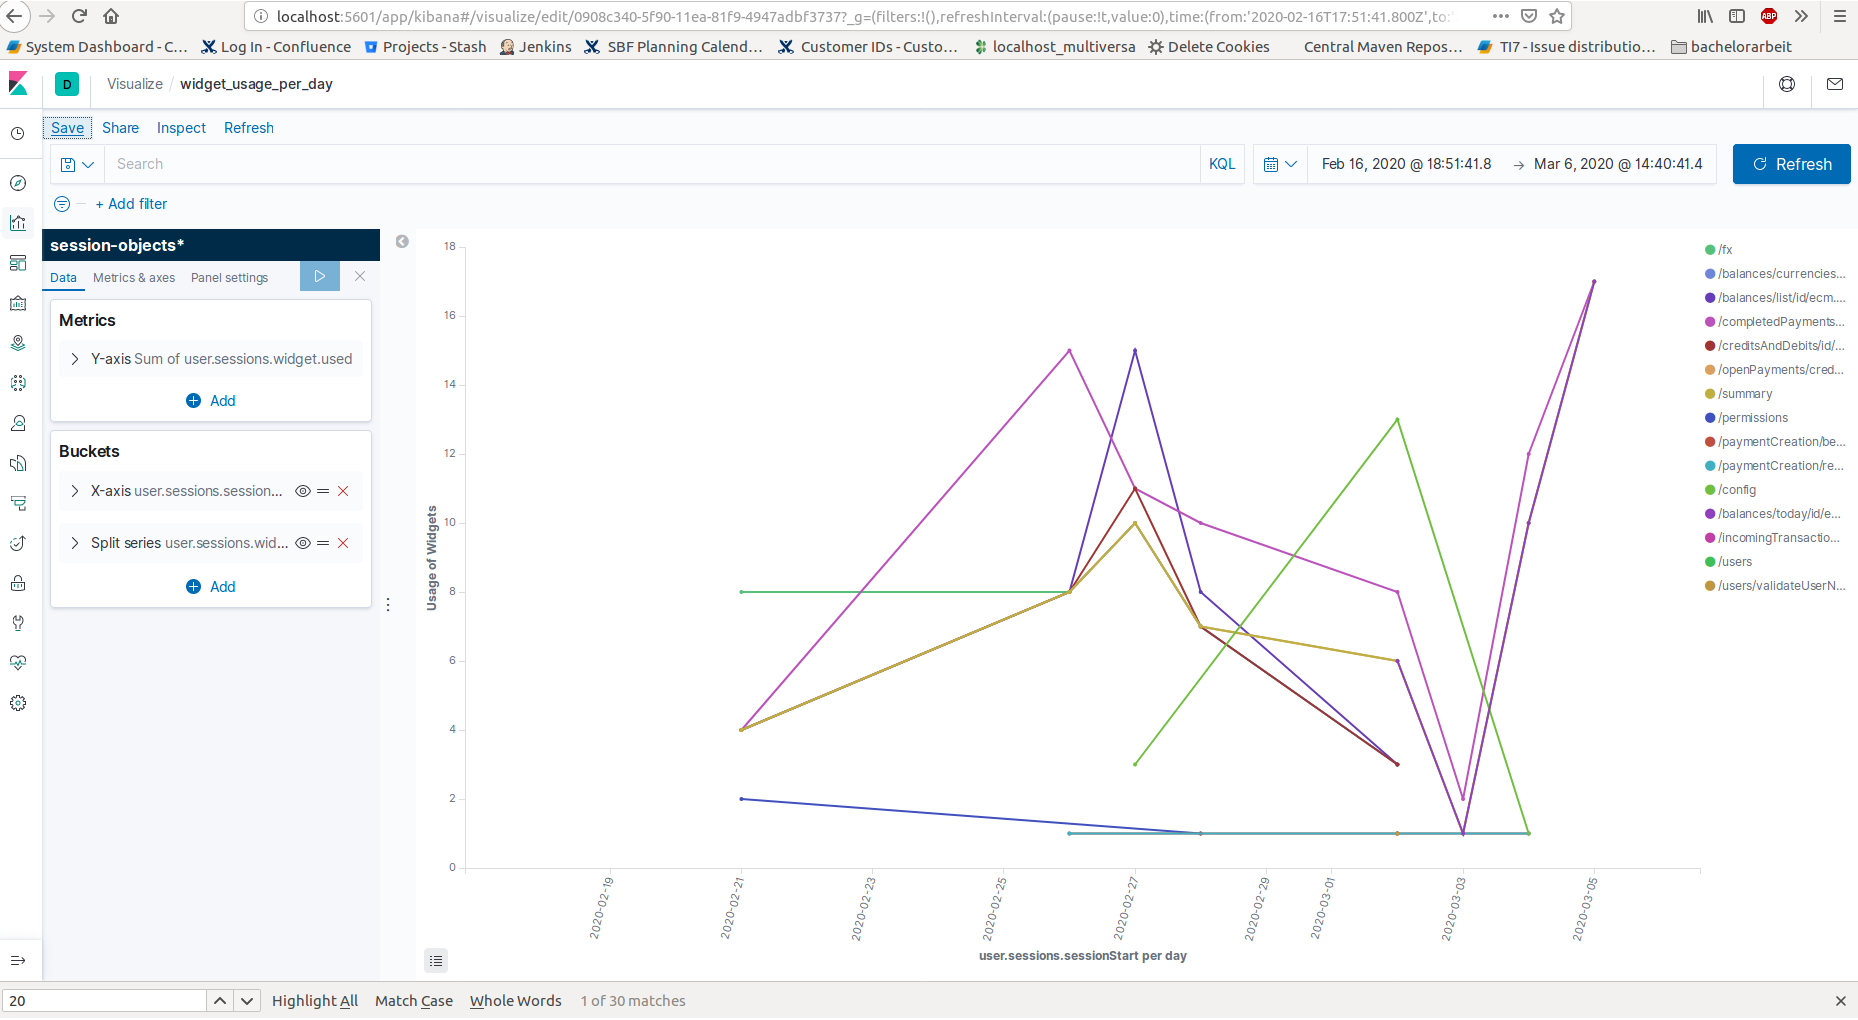 localhost:5601/app/kibana#/visualize/edit/0908c340-5f90-11ea-81f9-4947adbf3737?_g=(filters:!(),refreshInterval:(pause:!t,value:0),time:(from:'2020-02-16T17:51:41.800Z',to:'
ABP
System Dashboard - C… Log In - Confluence Projects - Stash Jenkins SBF Planning Calend… Customer IDs - Custo… localhost_multiversa Delete Cookies Central Maven Repos… TI7 - Issue distributio… bachelorarbeit
D Visualize / widget_usage_per_day
Save Share Inspect Refresh
Search KQL Feb 16, 2020 @ 18:51:41.8 → Mar 6, 2020 @ 14:40:41.4 Refresh
+ Add filter
session-objects*
Data Metrics & axes Panel settings
Metrics
Y-axis Sum of user.sessions.widget.used
Add
Buckets
X-axis user.sessions.session...
Split series user.sessions.wid...
Add
Usage of Widgets
18
16
14
12
10
8
6
4
2
0
2020-02-19
2020-02-21
2020-02-23
2020-02-25
2020-02-27
2020-02-29
2020-03-01
2020-03-03
2020-03-05
user.sessions.sessionStart per day
/fx
/balances/currencies...
/balances/list/id/ecm....
/completedPayments...
/creditsAndDebits/id/...
/openPayments/cred...
/summary
/permissions
/paymentCreation/be...
/paymentCreation/re...
/config
/balances/today/id/e...
/incomingTransactio...
/users
/users/validateUserN...
20 Highlight All Match Case Whole Words 1 of 30 matches